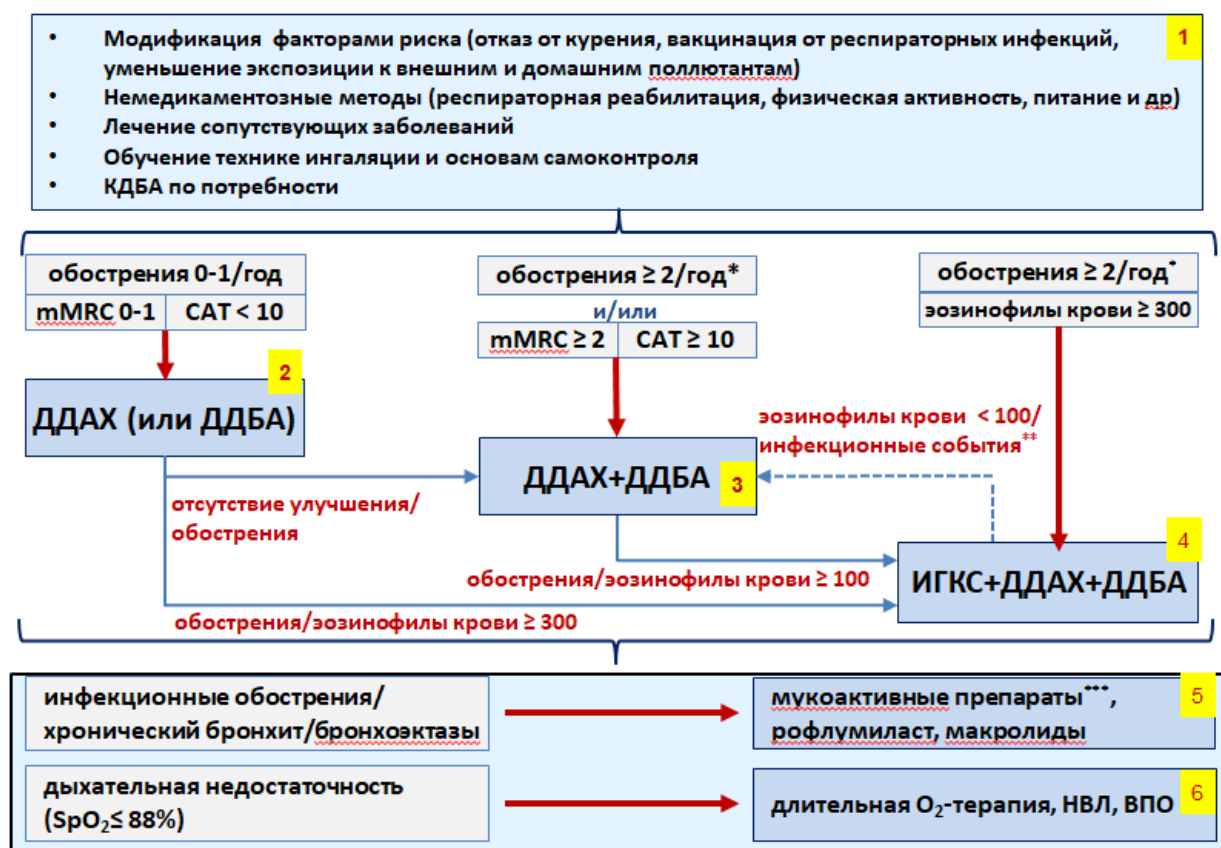 • Модификация факторами риска (отказ от курения, вакцинация от респираторных инфекций,
уменьшение экспозиции к внешним и домашним поллютантам)
• Немедикаментозные методы (респираторная реабилитация, физическая активность, питание и др)
• Лечение сопутствующих заболеваний
• Обучение технике ингаляции и основам самоконтроля
• КДБА по потребности
1
обострения 0-1/год
mMRC 0-1
CAT < 10
обострения ≥ 2/год*
и/или
mMRC ≥ 2
CAT ≥ 10
обострения ≥ 2/год*
эозинофилы крови ≥ 300
2
ДДАХ (или ДДБА)
эозинофилы крови < 100/
инфекционные события**
ДДАХ+ДДБА
3
отсутствие улучшения/
обострения
4
ИГКС+ДДАХ+ДДБА
обострения/эозинофилы крови ≥ 100
обострения/эозинофилы крови ≥ 300
инфекционные обострения/
хронический бронхит/бронхоэктазы
мукоактивные препараты***,
рофлумиласт, макролиды
5
дыхательная недостаточность
(SpO₂≤ 88%)
длительная O₂-терапия, НВЛ, ВПО
6